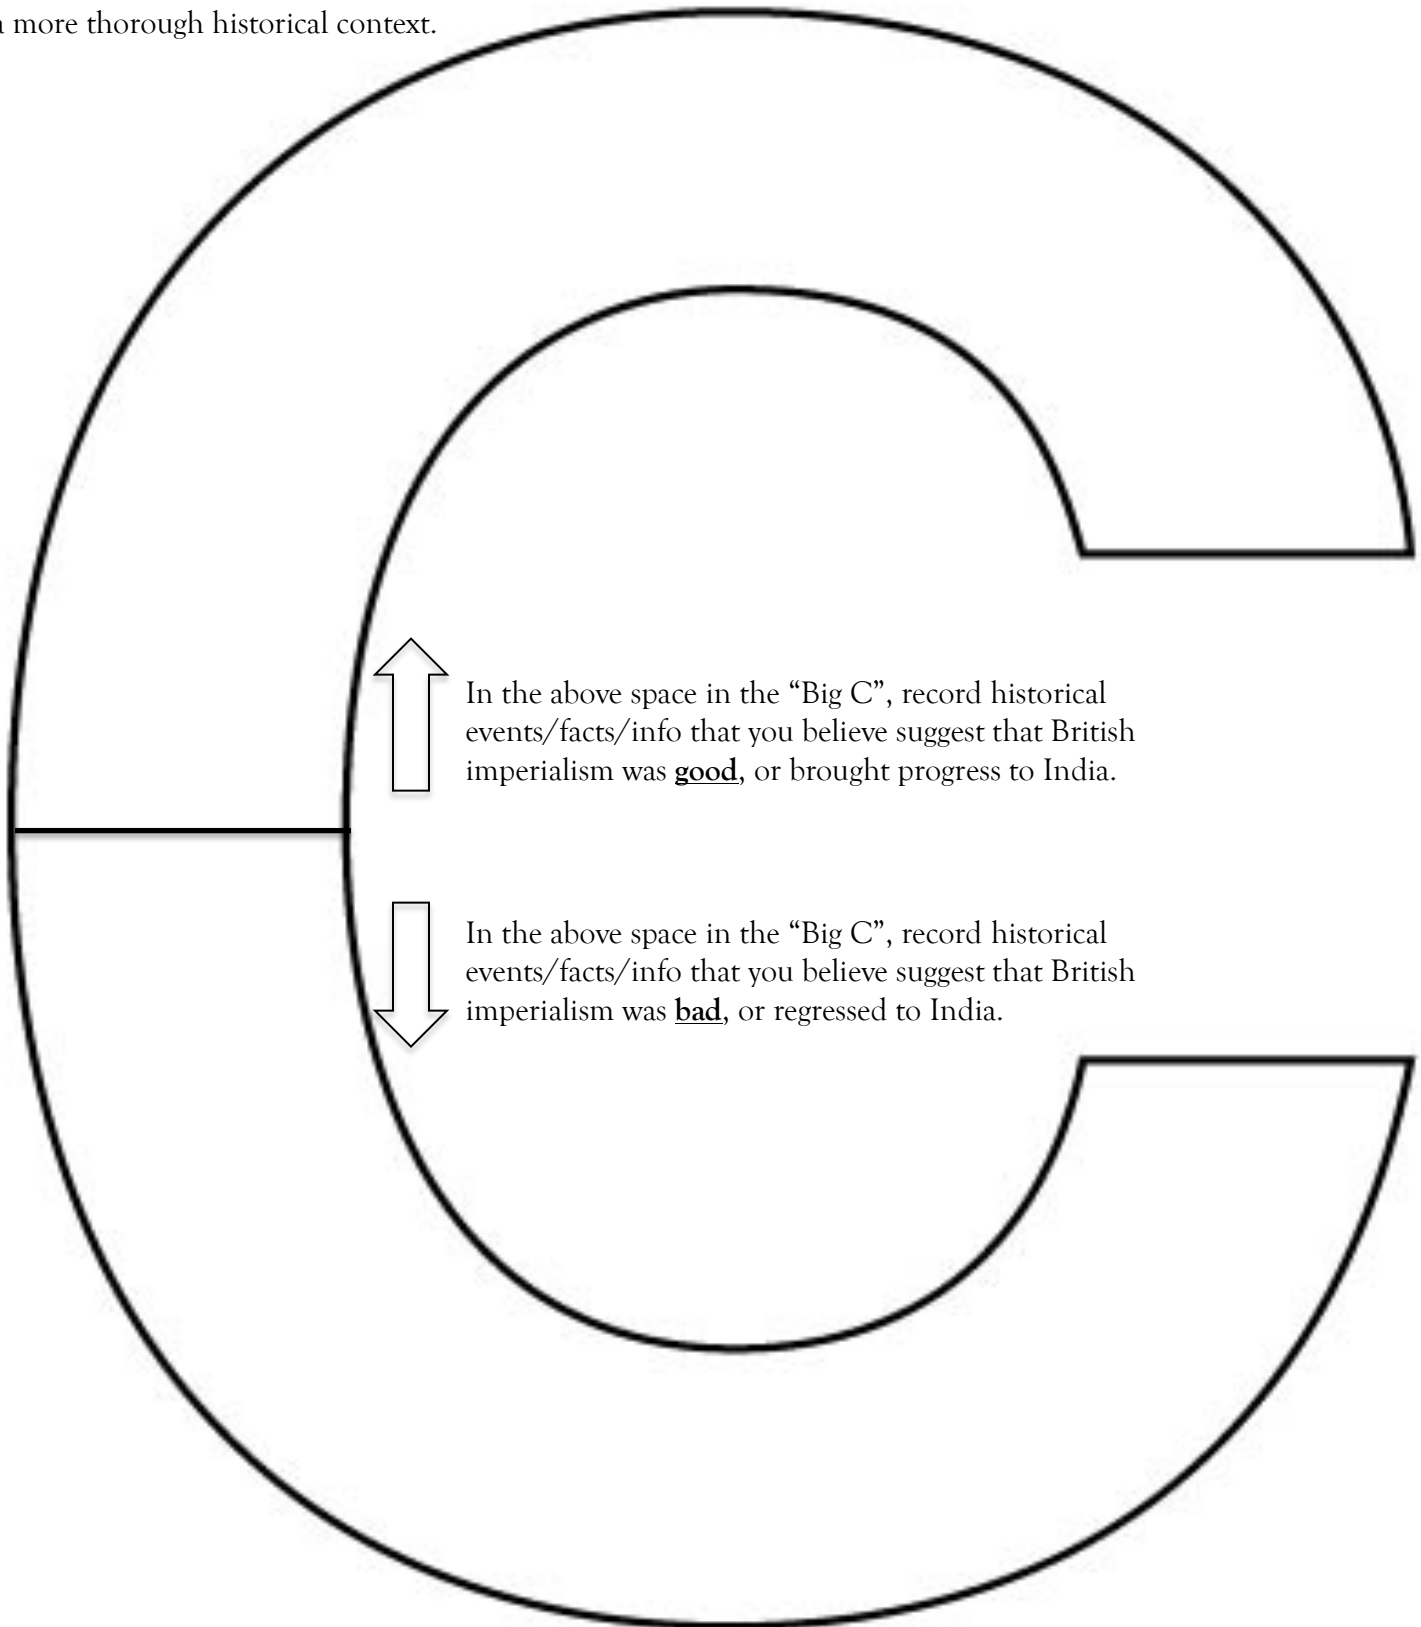 a more thorough historical context.
In the above space in the “Big C”, record historical
events/facts/info that you believe suggest that British
imperialism was good, or brought progress to India.
In the above space in the “Big C”, record historical
events/facts/info that you believe suggest that British
imperialism was bad, or regressed to India.